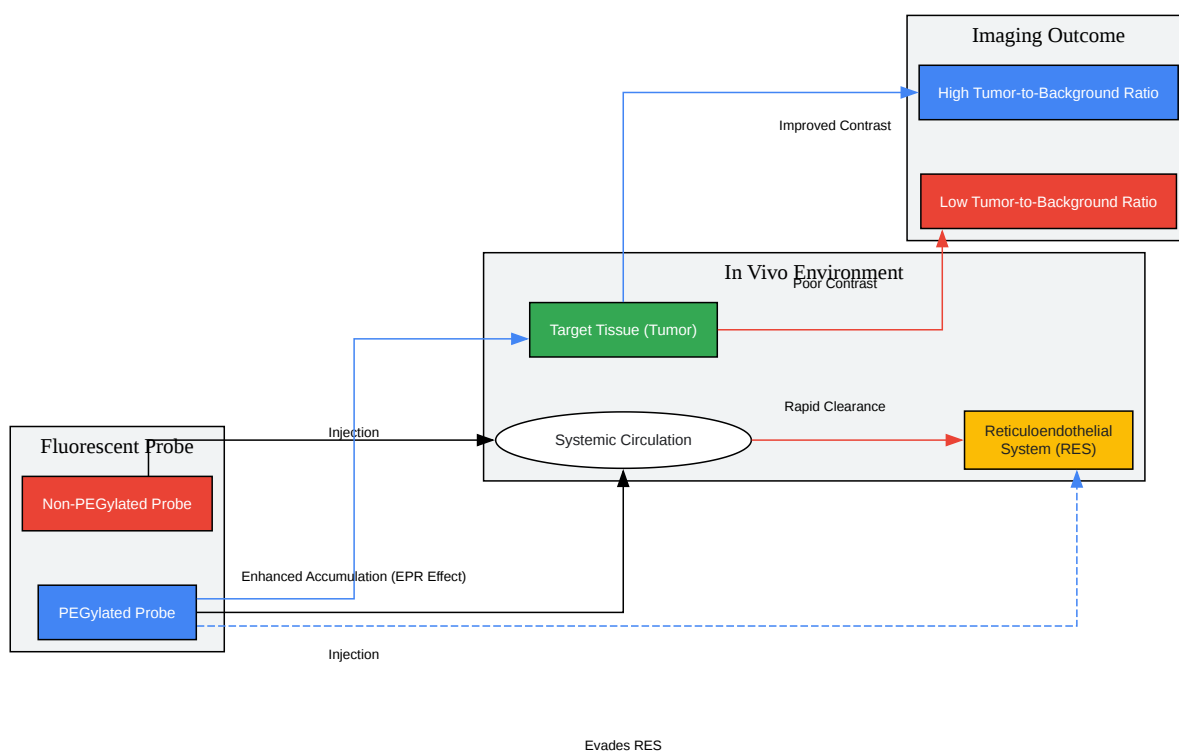 Imaging Outcome
High Tumor-to-Background Ratio
Improved Contrast
Low Tumor-to-Background Ratio
In Vivo Environment
Poor Contrast
Target Tissue (Tumor)
Rapid Clearance
Systemic Circulation
Reticuloendothelial
System (RES)
Fluorescent Probe
Injection
Non-PEGylated Probe
Enhanced Accumulation (EPR Effect)
PEGylated Probe
Injection
Evades RES